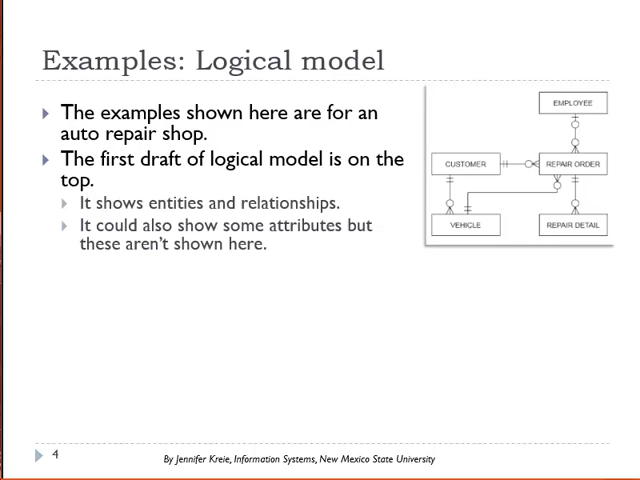 Examples: Logical model
The examples shown here are for an
auto repair shop.
The first draft of logical model is on the
top.
It shows entities and relationships.
It could also show some attributes but
these aren't shown here.
EMPLOYEE
CUSTOMER
REPAIR ORDER
VEHICLE
REPAIR DETAIL
4
By Jennifer Kreie, Information Systems, New Mexico State University